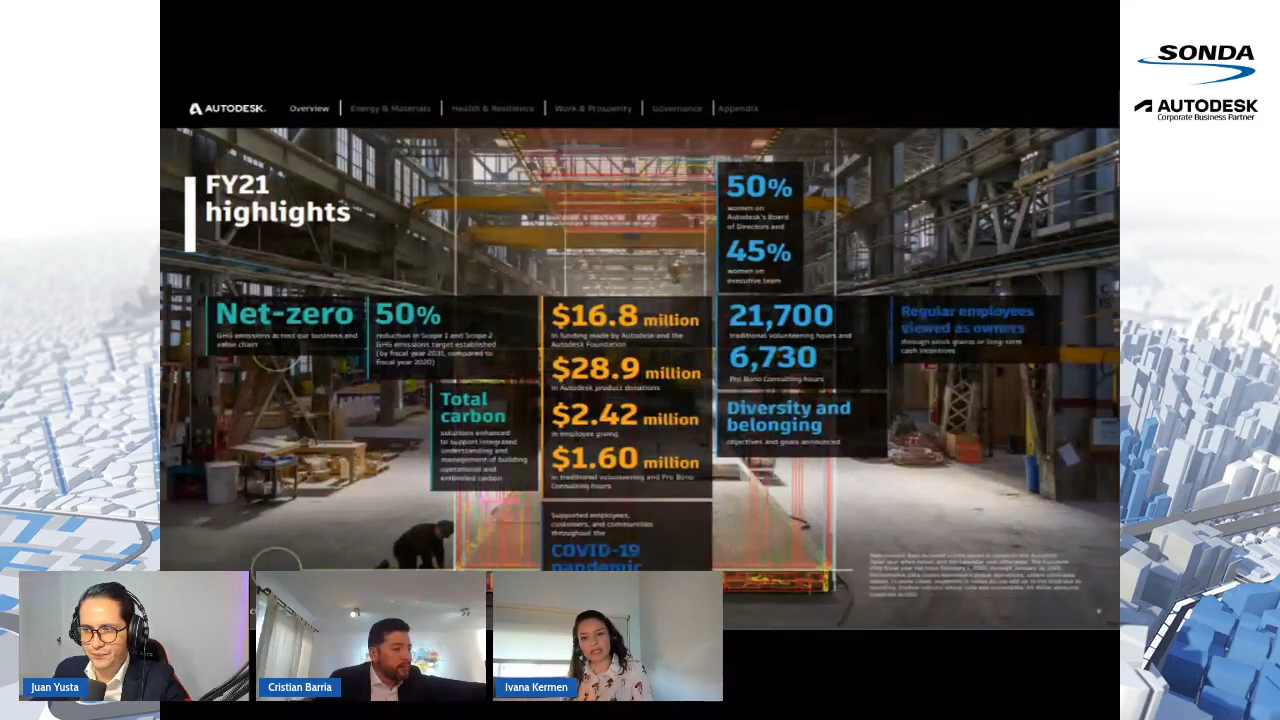 SONDA
AUTODESK
Corporate Business Partner
AUTODESK.
Overview
Energy & Materials
Health & Resilience
Work & Prosperity
Governance
Appendix
FY21
highlights
50%
women on
Autodesk's Board
of Directors and
45%
women on
executive team
Net-zero
GHG emissions across our business and
value chain
50%
reduction in Scope 1 and Scope 2
GHG emissions target established
(by fiscal year 2031, compared to
fiscal year 2020)
Total
carbon
solutions enhanced
to support integrated
understanding and
management of building
operational and
embodied carbon
$16.8 million
in funding made by Autodesk and the
Autodesk Foundation
$28.9 million
in Autodesk product donations
$2.42 million
in employee giving
$1.60 million
in traditional volunteering and Pro Bono
Consulting hours
Supported employees,
customers, and communities
throughout the
COVID-19
pandemic
21,700
traditional volunteering hours and
6,730
Pro Bono Consulting hours
Diversity and
belonging
objectives and goals announced
Regular employees
viewed as owners
through stock grants or long-term
cash incentives
Juan Yusta
Cristian Barria
Ivana Kermen